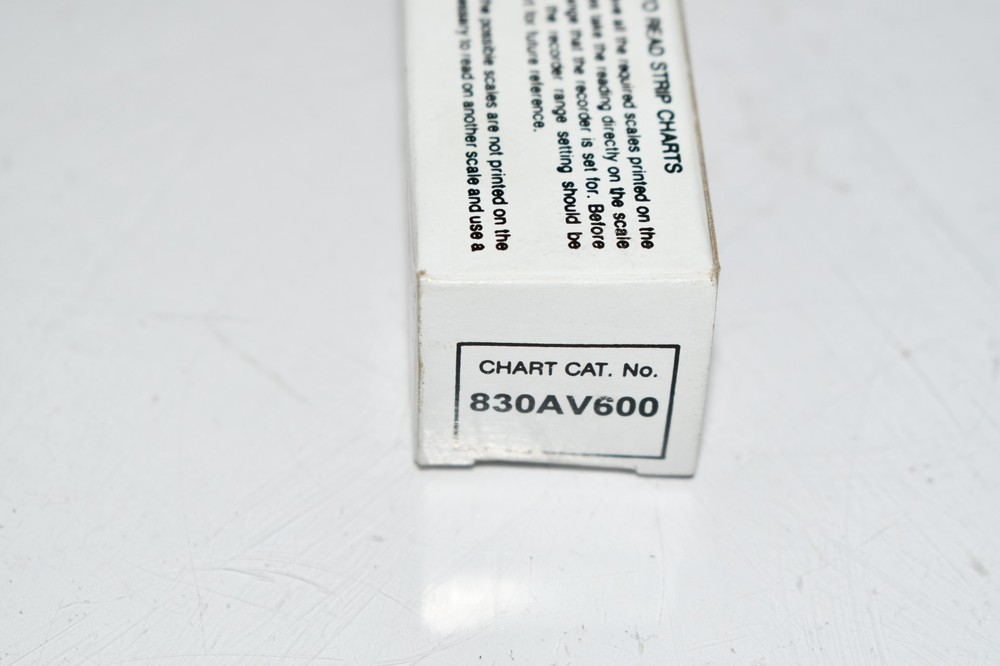 TO READ STRIP CHARTS
all the required scales printed on the
take the reading directly on the scale
that the recorder is set for. Before
the recorder range setting should be
for future reference.
possible scales are not printed on the
to read on another scale and use a
CHART CAT. No.
830AV600